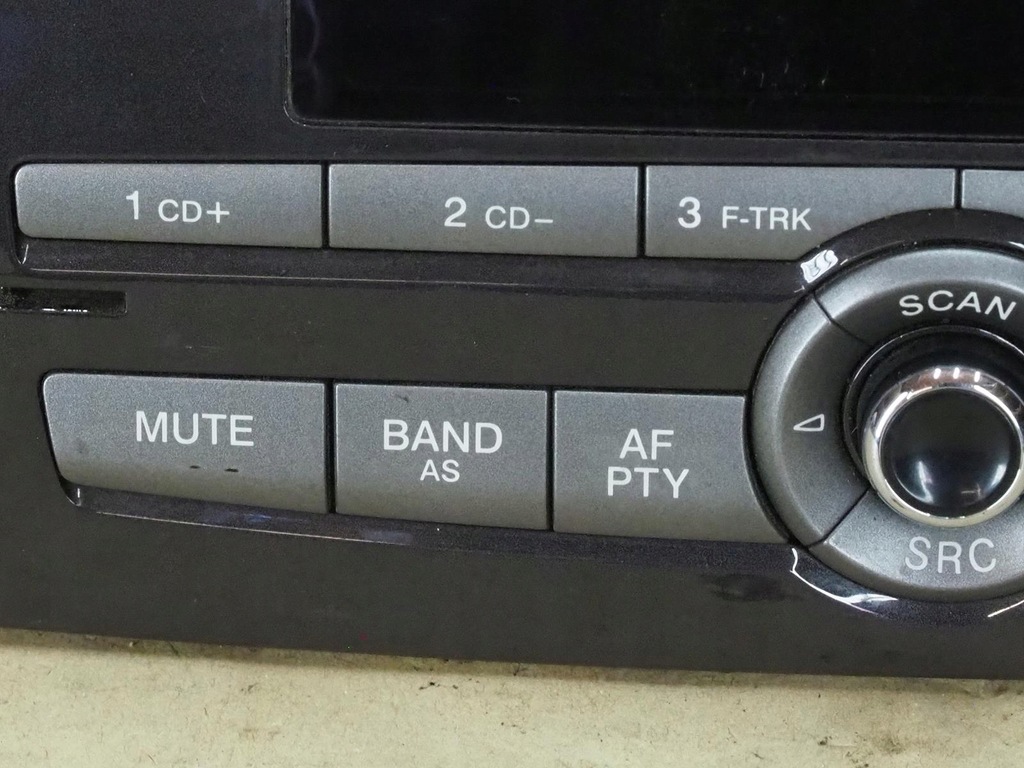 1 CD+
2 CD−
3 F-TRK
SCAN
MUTE
BAND
AS
AF
PTY
SRC